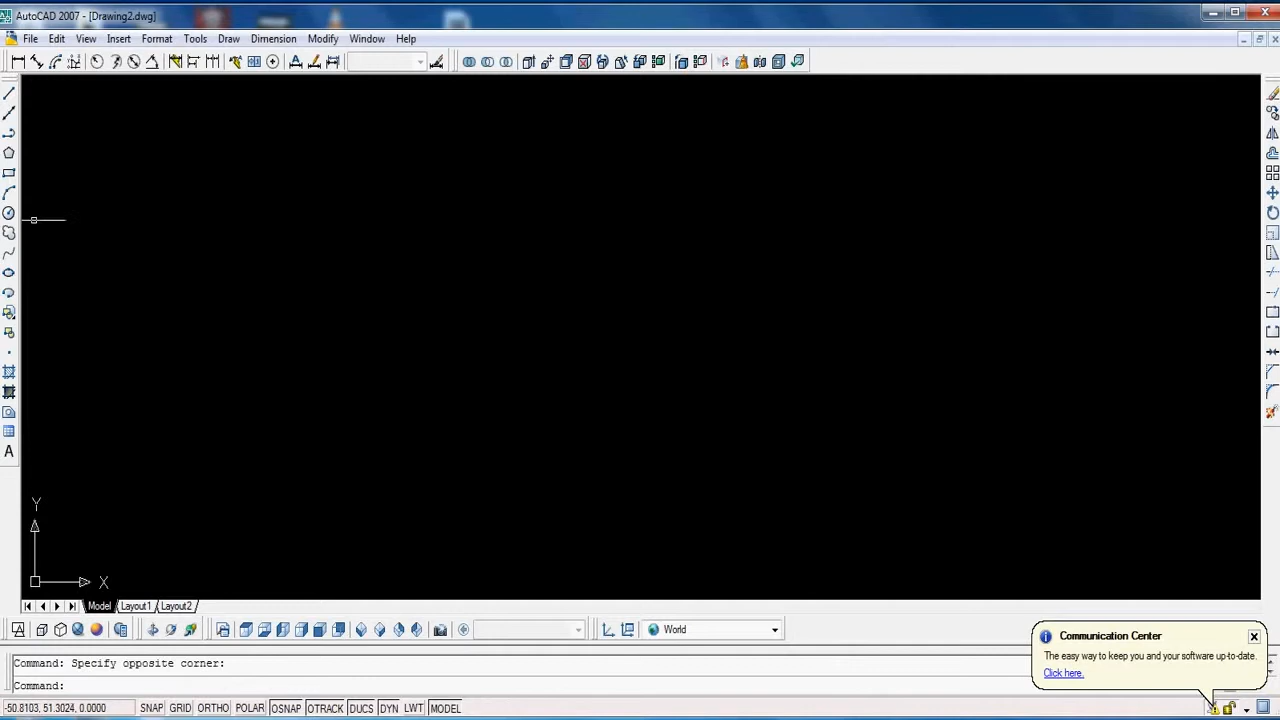 AutoCAD 2007 - [Drawing2.dwg]
File Edit View Insert Format Tools Draw Dimension Modify Window Help
A
A
Y
X
Model Layout1 Layout2
World
Communication Center
The easy way to keep you and your software up-to-date.
Click here.
Command: Specify opposite corner:
Command:
-50.8103, 51.3024, 0.0000 SNAP GRID ORTHO POLAR OSNAP OTRACK DUCS DYN LWT MODEL